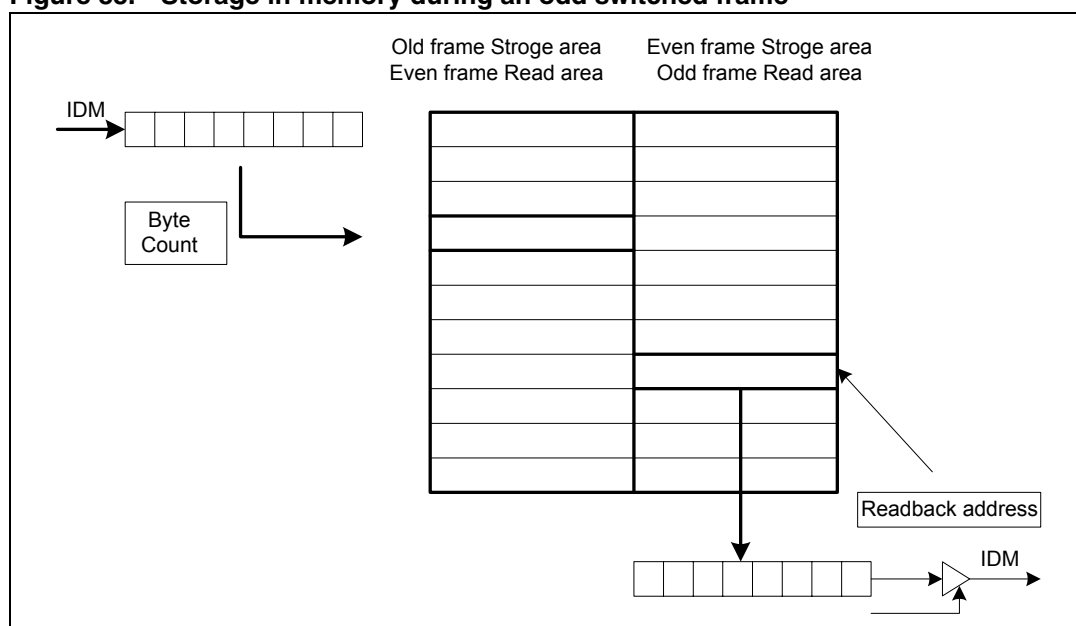 Figure 88. Storage in memory during an odd switched frame
Old frame Stroge area
Even frame Read area
Even frame Stroge area
Odd frame Read area
IDM
Byte
Count
Readback address
IDM